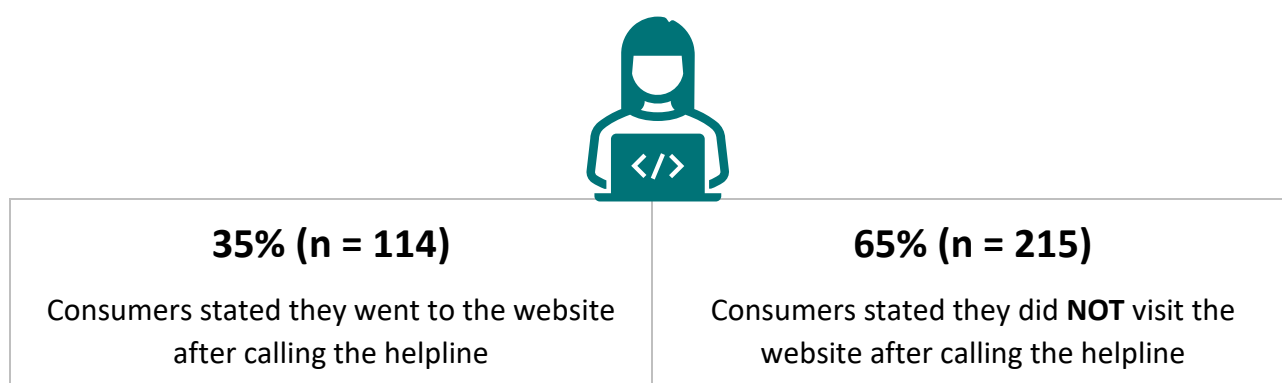 </>
35% (n = 114)
Consumers stated they went to the website
after calling the helpline
65% (n = 215)
Consumers stated they did NOT visit the
website after calling the helpline